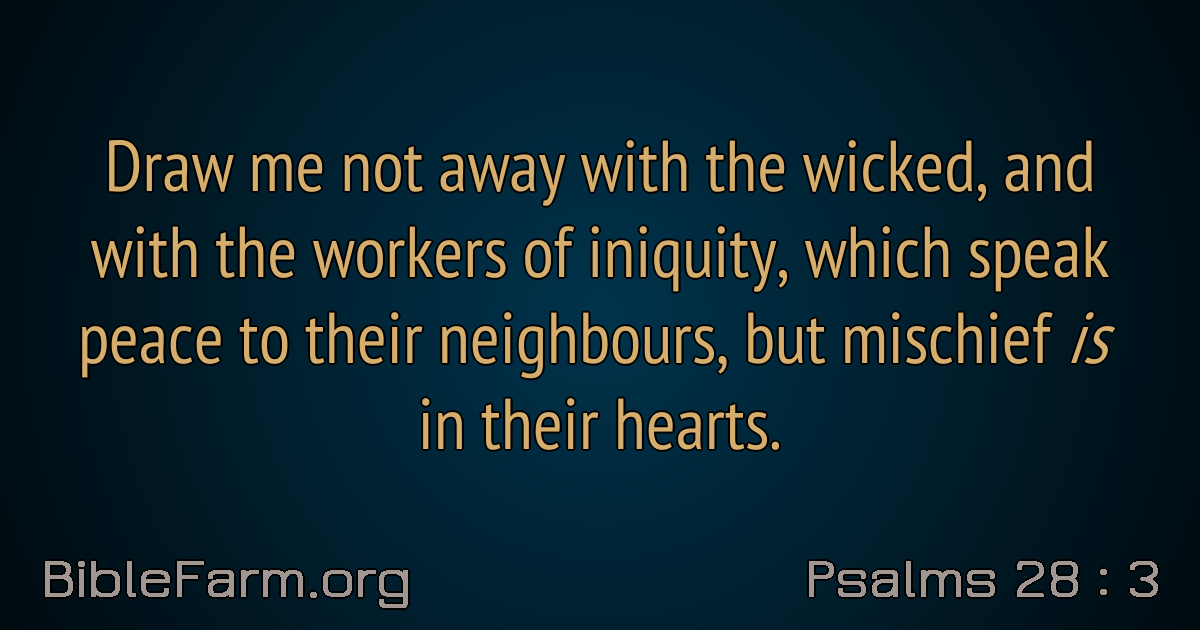 Draw me not away with the wicked, and
with the workers of iniquity, which speak
peace to their neighbours, but mischief is
in their hearts.
BibleFarm.org
Psalms 28 : 3